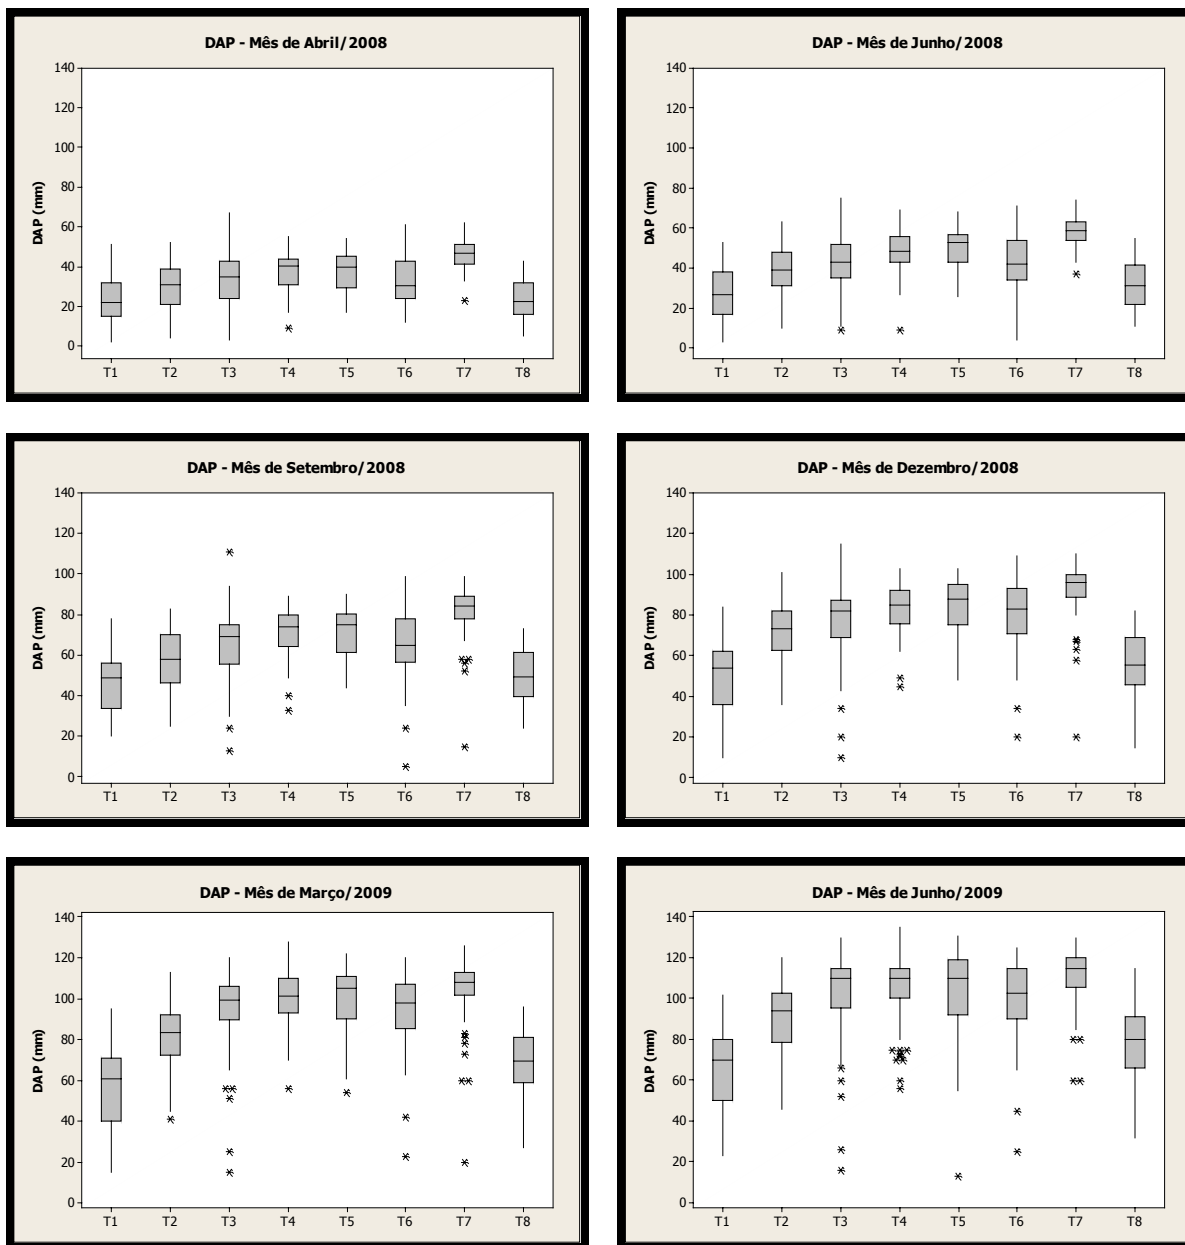 DAP - Mês de Abril/2008
140
120
100
80
60
40
20
0
DAP (mm)
T1 T2 T3 T4 T5 T6 T7 T8
DAP - Mês de Junho/2008
140
120
100
80
60
40
20
0
DAP (mm)
T1 T2 T3 T4 T5 T6 T7 T8
DAP - Mês de Setembro/2008
140
120
100
80
60
40
20
0
DAP (mm)
T1 T2 T3 T4 T5 T6 T7 T8
DAP - Mês de Dezembro/2008
140
120
100
80
60
40
20
0
DAP (mm)
T1 T2 T3 T4 T5 T6 T7 T8
DAP - Mês de Março/2009
140
120
100
80
60
40
20
0
DAP (mm)
T1 T2 T3 T4 T5 T6 T7 T8
DAP - Mês de Junho/2009
140
120
100
80
60
40
20
0
DAP (mm)
T1 T2 T3 T4 T5 T6 T7 T8